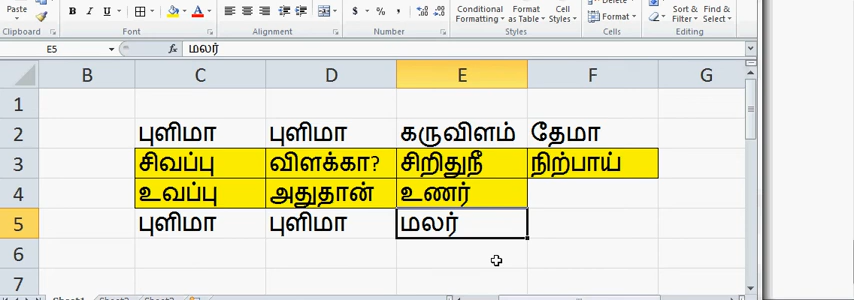 Paste B I U A $ % , Conditional Formatting Format as Table Cell Styles Format Sort & Filter Find & Select
Clipboard Font Alignment Number Styles Cells Editing
E5 fx மலர்
B C D E F G
1
2 புளிமா புளிமா கருவிளம் தேமா
3 சிவப்பு விளக்கா? சிறிதுநீ நிற்பாய்
4 உவப்பு அதுதான் உணர்
5 புளிமா புளிமா மலர்
6
7